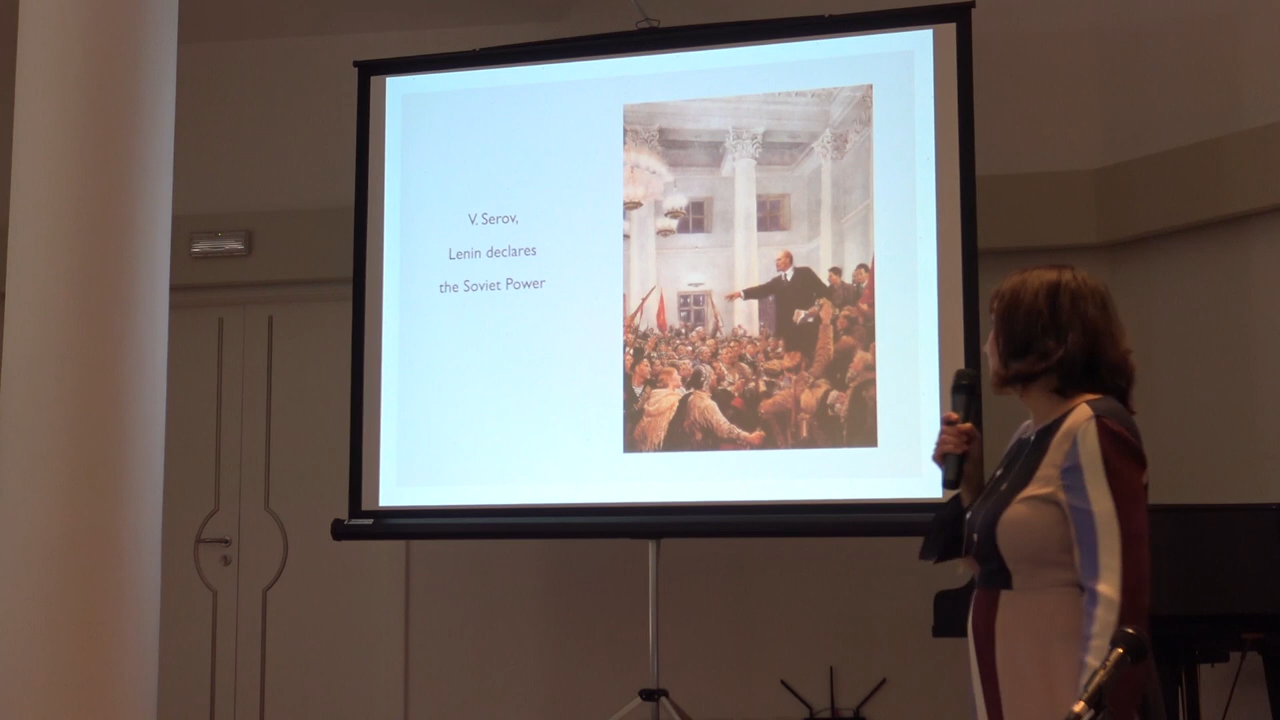 V. Serov,
Lenin declares
the Soviet Power